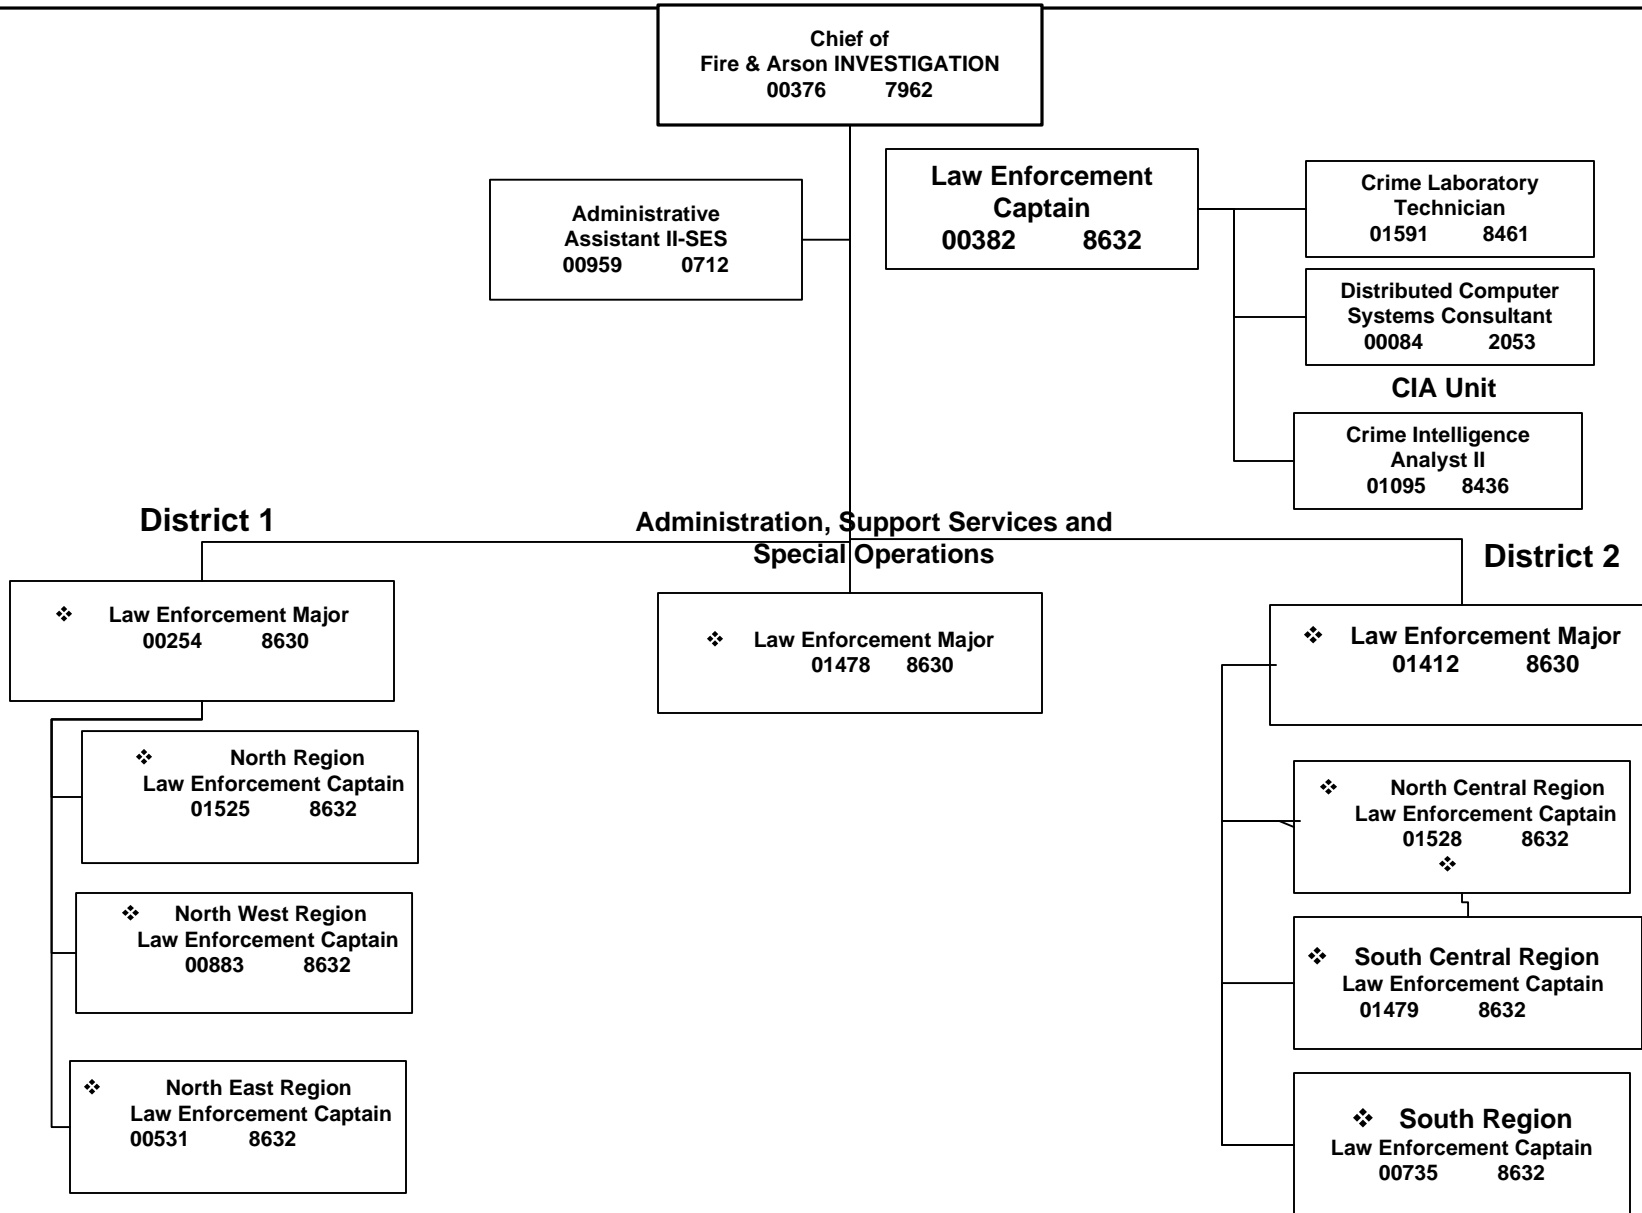 Chief of
Fire & Arson INVESTIGATION
00376 7962
Administrative
Assistant II-SES
00959 0712
Law Enforcement
Captain
00382 8632
Crime Laboratory
Technician
01591 8461
Distributed Computer
Systems Consultant
00084 2053
CIA Unit
Crime Intelligence
Analyst II
01095 8436
District 1
Administration, Support Services and
Special Operations
District 2
❖ Law Enforcement Major
00254 8630
❖ Law Enforcement Major
01478 8630
❖ Law Enforcement Major
01412 8630
❖ North Region
Law Enforcement Captain
01525 8632
❖ North West Region
Law Enforcement Captain
00883 8632
❖ North East Region
Law Enforcement Captain
00531 8632
❖ North Central Region
Law Enforcement Captain
01528 8632
❖
❖ South Central Region
Law Enforcement Captain
01479 8632
❖ South Region
Law Enforcement Captain
00735 8632